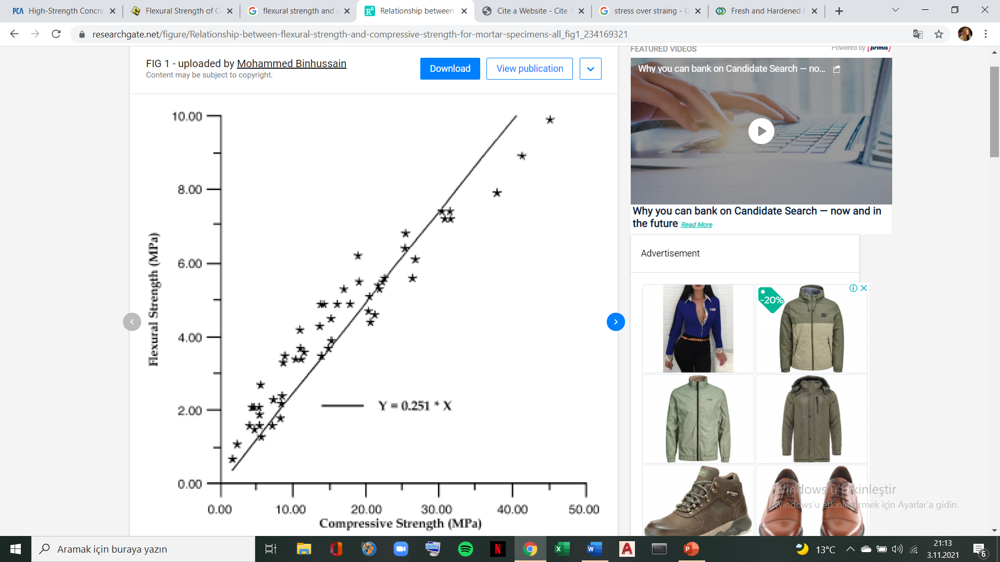 PCA High-Strength Concre
Flexural Strength of C
flexural strength and c
Relationship between
Cite a Website - Cite T
stress over straing - G
Fresh and Hardened P
researchgate.net/figure/Relationship-between-flexural-strength-and-compressive-strength-for-mortar-specimens-all_fig1_234169321
FIG 1 - uploaded by Mohammed Binhussain
Content may be subject to copyright.
Download
View publication
10.00
8.00
6.00
4.00
2.00
0.00
Flexural Strength (MPa)
Y = 0.251 * X
0.00 10.00 20.00 30.00 40.00 50.00
Compressive Strength (MPa)
FEATURED VIDEOS
Powered by [primis]
Why you can bank on Candidate Search — no...
Why you can bank on Candidate Search — now and in
the future Read More
Advertisement
-20%
Windows'u Etkinleştir
Windows'u etkinleştirmek için Ayarlar'a gidin.
Aramak için buraya yazın
13°C
21:13
3.11.2021
6